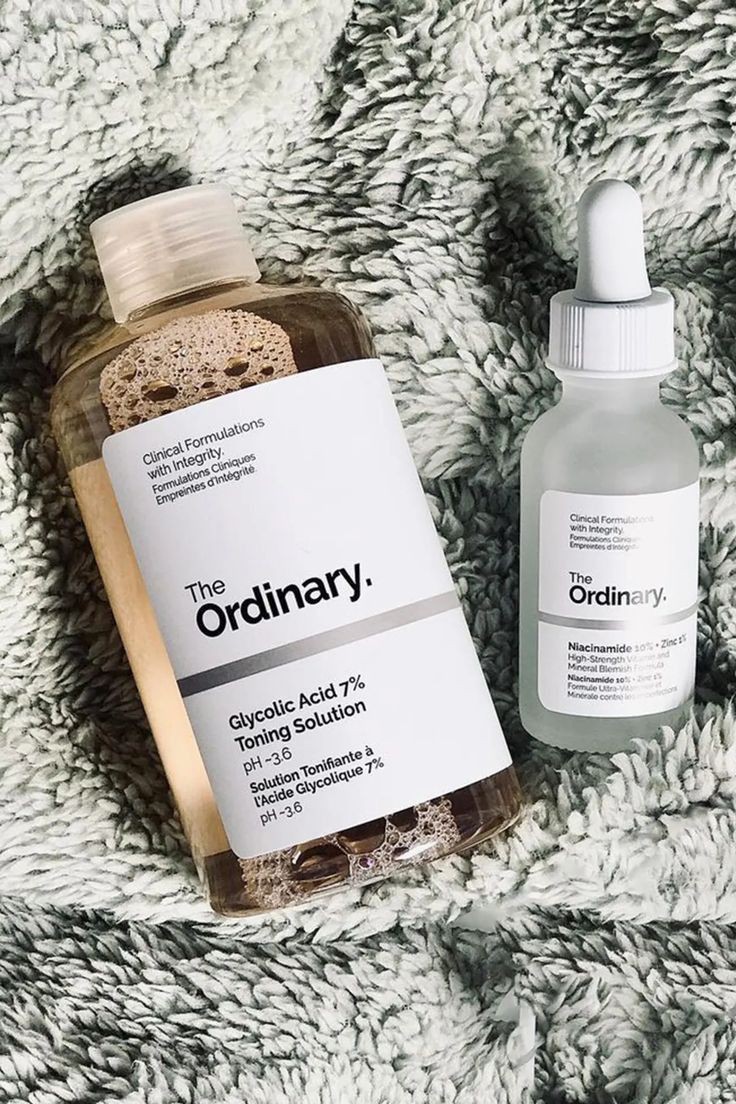 Clinical Formulations
with Integrity.
Formulations Cliniques
Empreintes d'Intégrité.
The
Ordinary.
Glycolic Acid 7%
Toning Solution
pH ~3.6
Solution Tonifiante à
l'Acide Glycolique 7%
pH ~3.6
Clinical Formulations
with Integrity.
Formulations Cliniques
Empreintes d'Intégrité.
The
Ordinary.
Niacinamide 10% + Zinc 1%
High-Strength Vitamin and
Mineral Blemish Formula
Niacinamide 10% + Zinc 1%
Formule Ultra-Vitaminée et
Minérale contre les imperfections